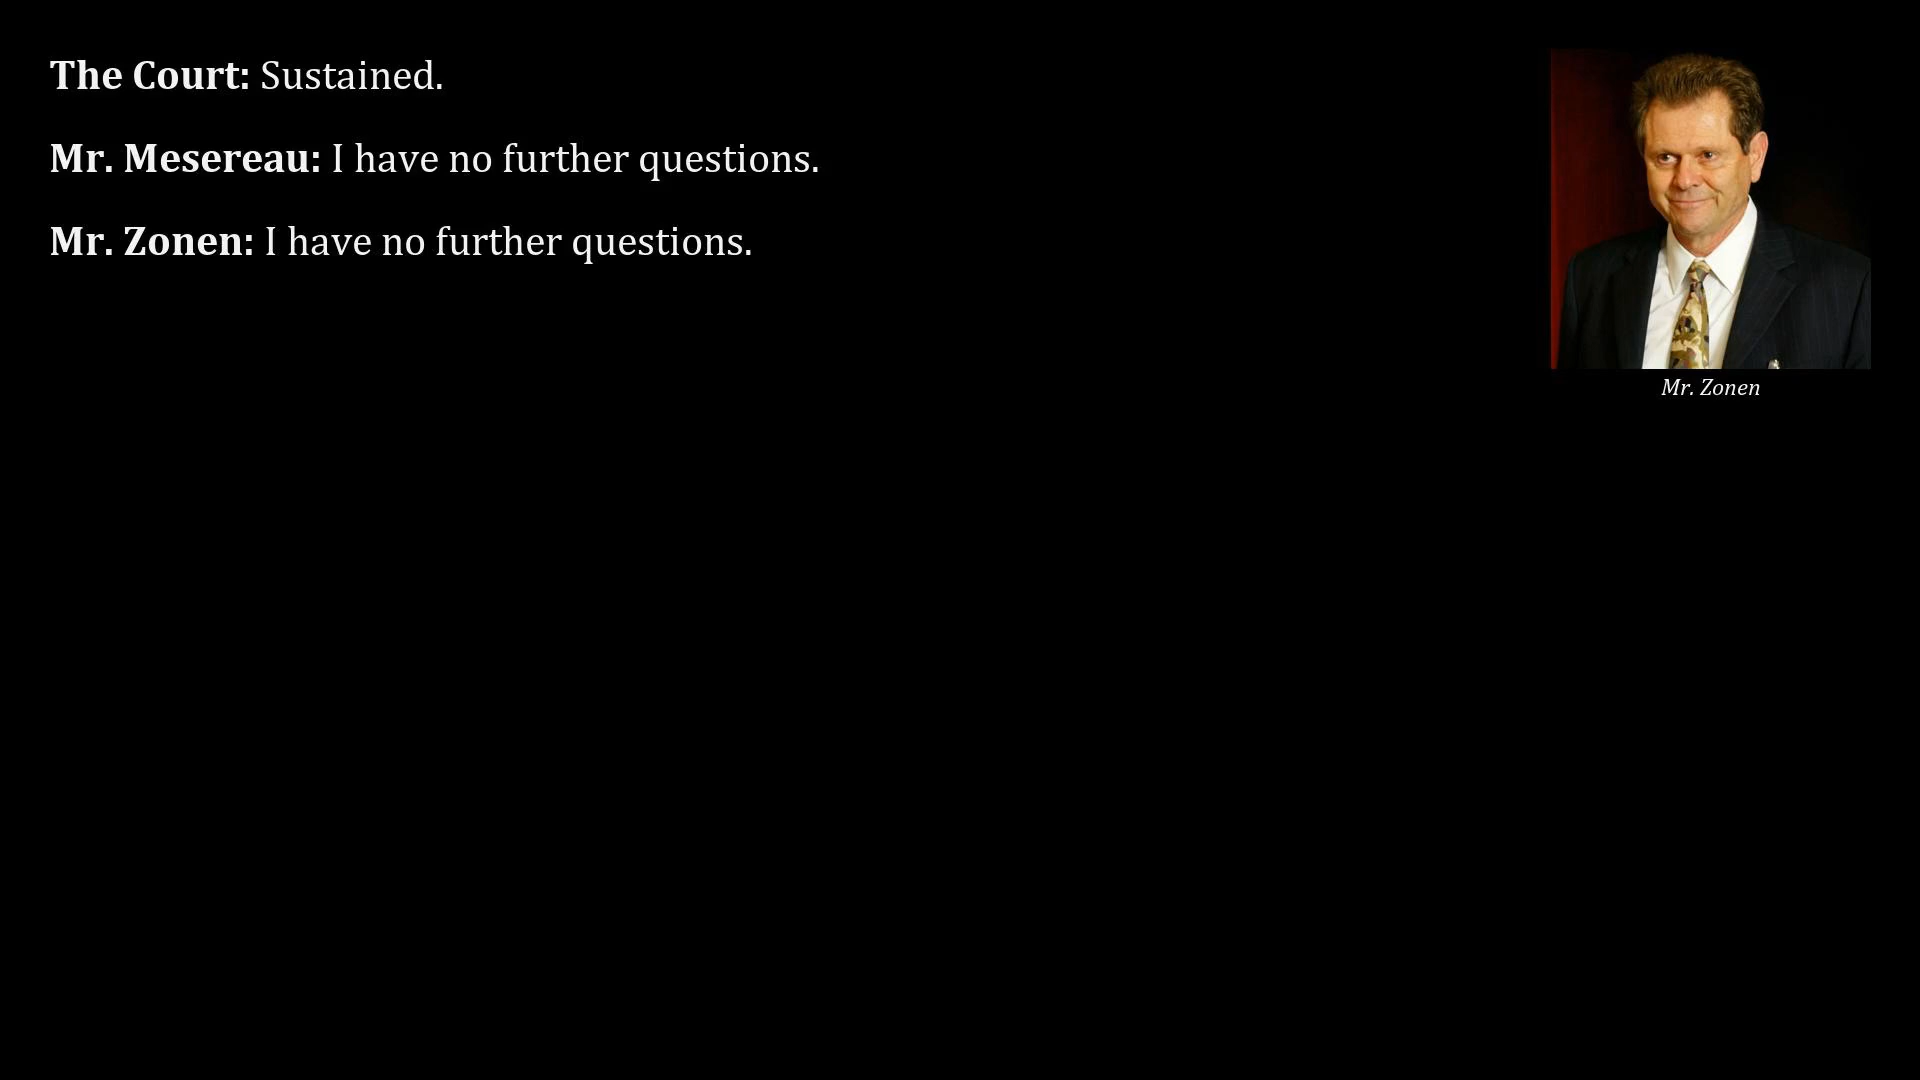 The Court: Sustained.
Mr. Mesereau: I have no further questions.
Mr. Zonen: I have no further questions.
Mr. Zonen